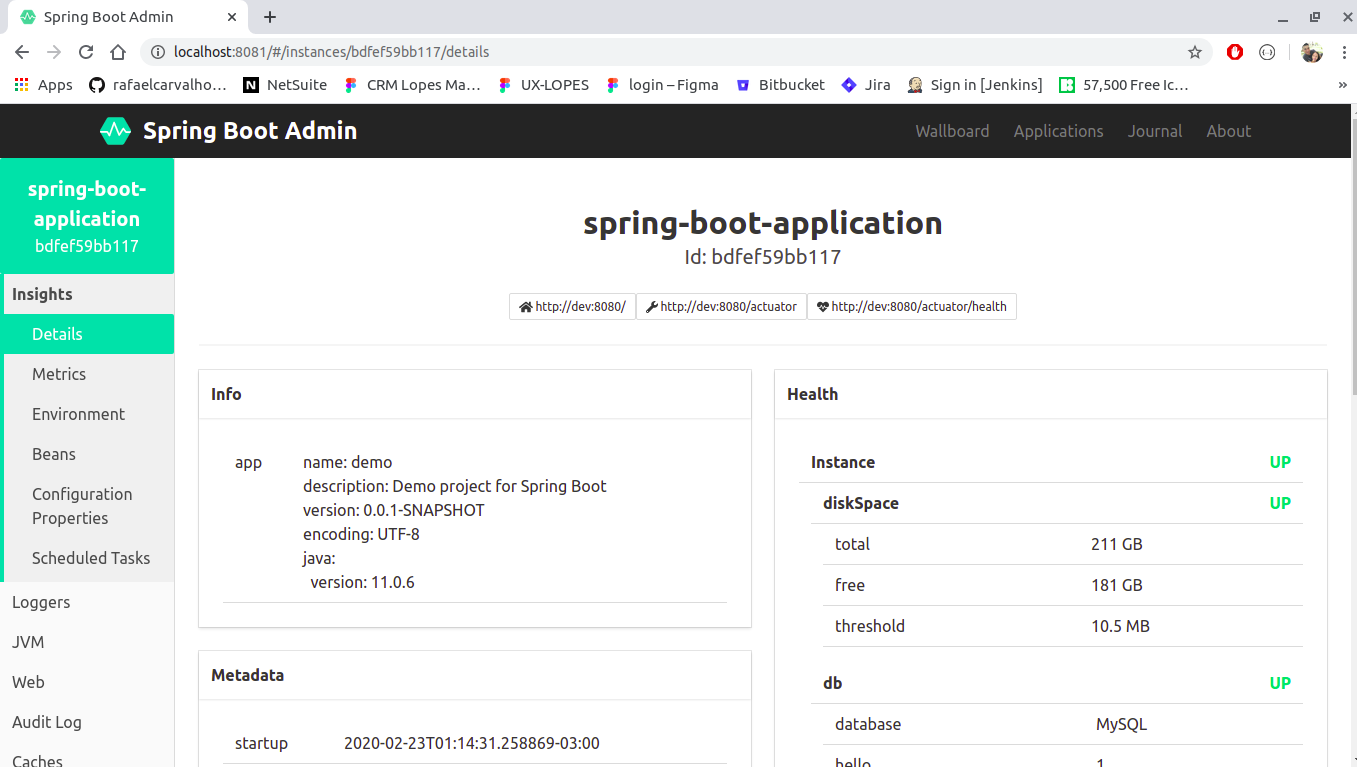 Spring Boot Admin
localhost:8081/#/instances/bdfef59bb117/details
Apps
rafaelcarvalho...
NetSuite
CRM Lopes Ma...
UX-LOPES
login – Figma
Bitbucket
Jira
Sign in [Jenkins]
57,500 Free Ic...
»
Spring Boot Admin
Wallboard
Applications
Journal
About
spring-boot-
application
bdfef59bb117
Insights
Details
Metrics
Environment
Beans
Configuration
Properties
Scheduled Tasks
Loggers
JVM
Web
Audit Log
Caches
spring-boot-application
Id: bdfef59bb117
http://dev:8080/
http://dev:8080/actuator
http://dev:8080/actuator/health
Info
app
name: demo
description: Demo project for Spring Boot
version: 0.0.1-SNAPSHOT
encoding: UTF-8
java:
version: 11.0.6
Metadata
startup 2020-02-23T01:14:31.258869-03:00
Health
Instance UP
diskSpace UP
total 211 GB
free 181 GB
threshold 10.5 MB
db UP
database MySQL
hello 1